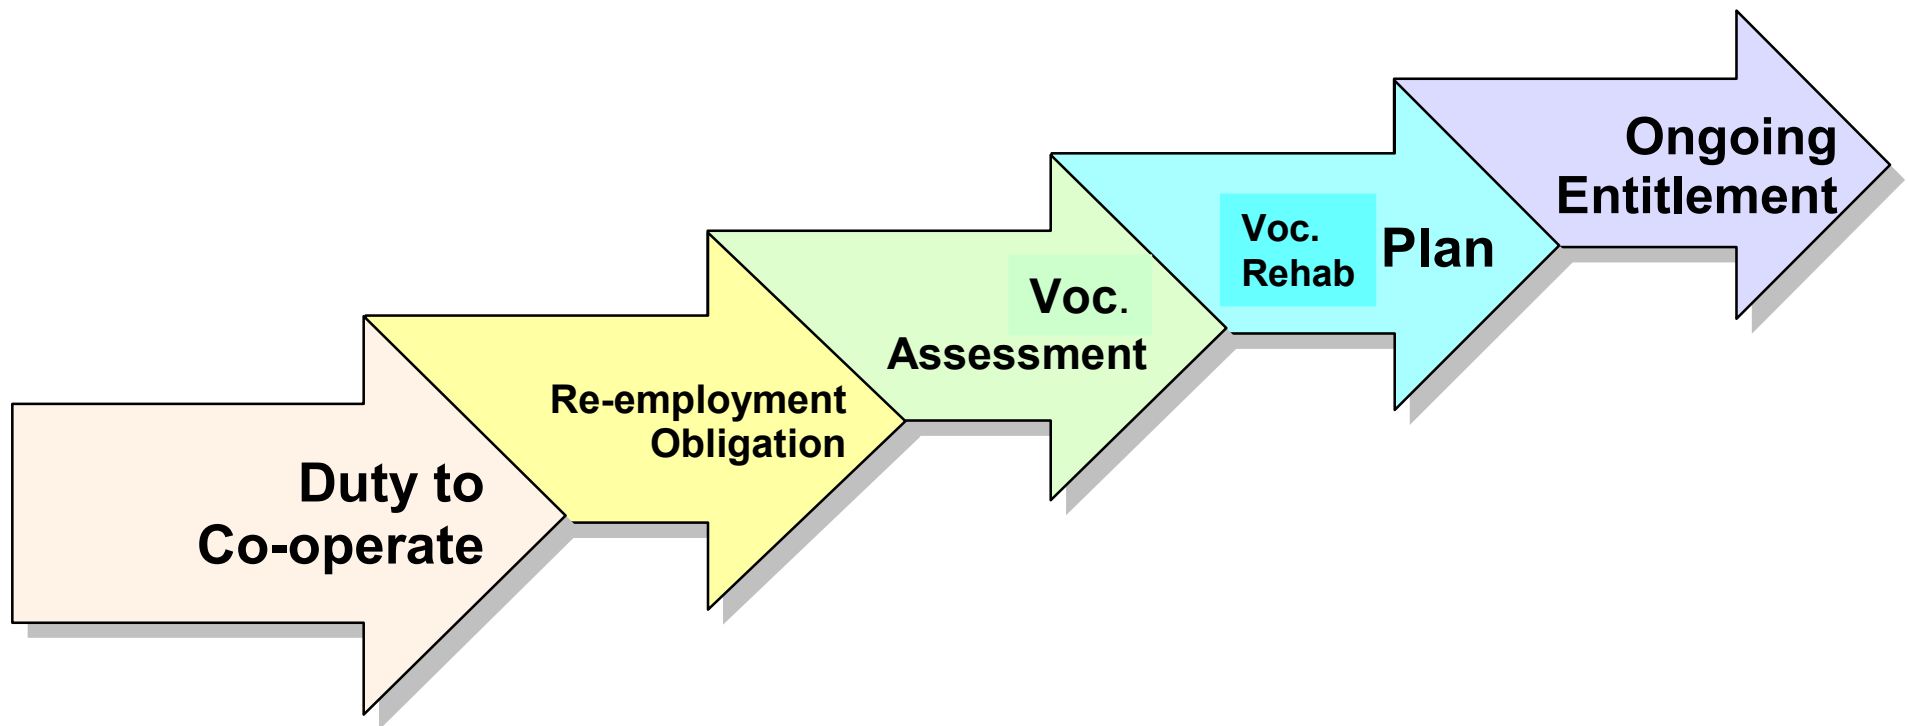 Duty to
Co-operate
Re-employment
Obligation
Voc.
Assessment
Voc.
Rehab
Plan
Ongoing
Entitlement